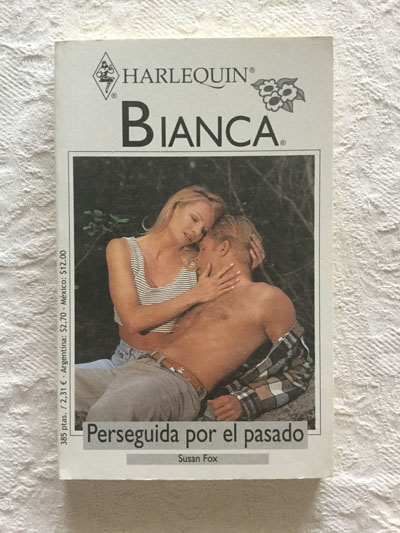 HARLEQUIN®
®
BIANCA®
385 ptas. / 2,31 € - Argentina: $2,70 - México: $12.00
Perseguida por el pasado
Susan Fox